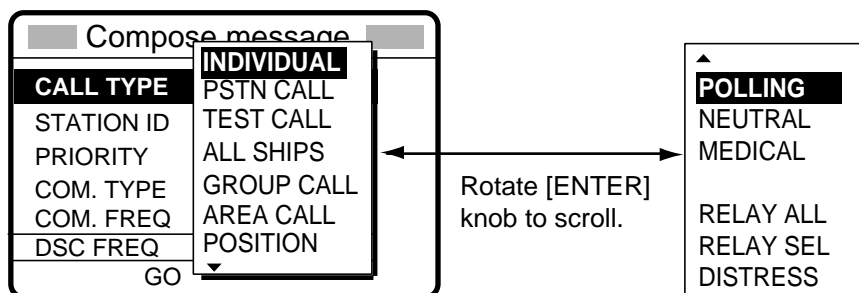 Compose message
CALL TYPE
STATION ID
PRIORITY
COM. TYPE
COM. FREQ
DSC FREQ
GO
INDIVIDUAL
PSTN CALL
TEST CALL
ALL SHIPS
GROUP CALL
AREA CALL
POSITION
Rotate [ENTER]
knob to scroll.
POLLING
NEUTRAL
MEDICAL
RELAY ALL
RELAY SEL
DISTRESS